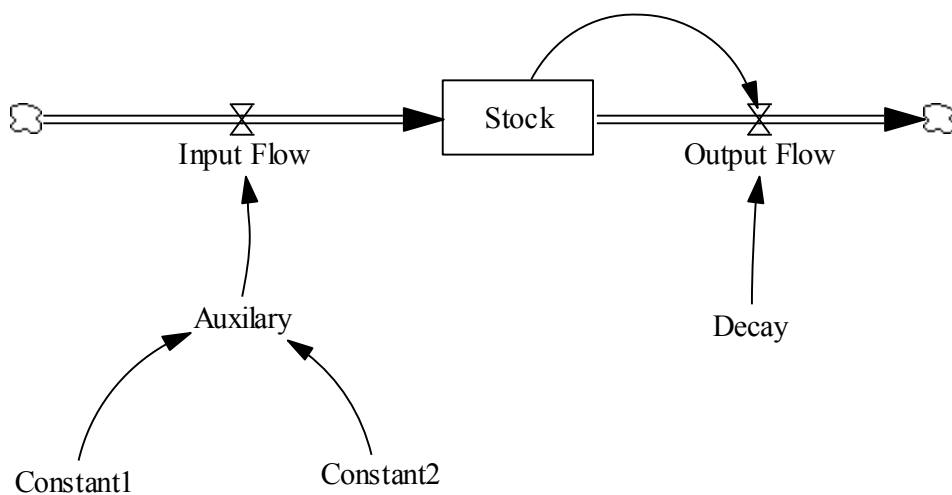 Stock
Input Flow
Output Flow
Auxilary
Decay
Constant1
Constant2